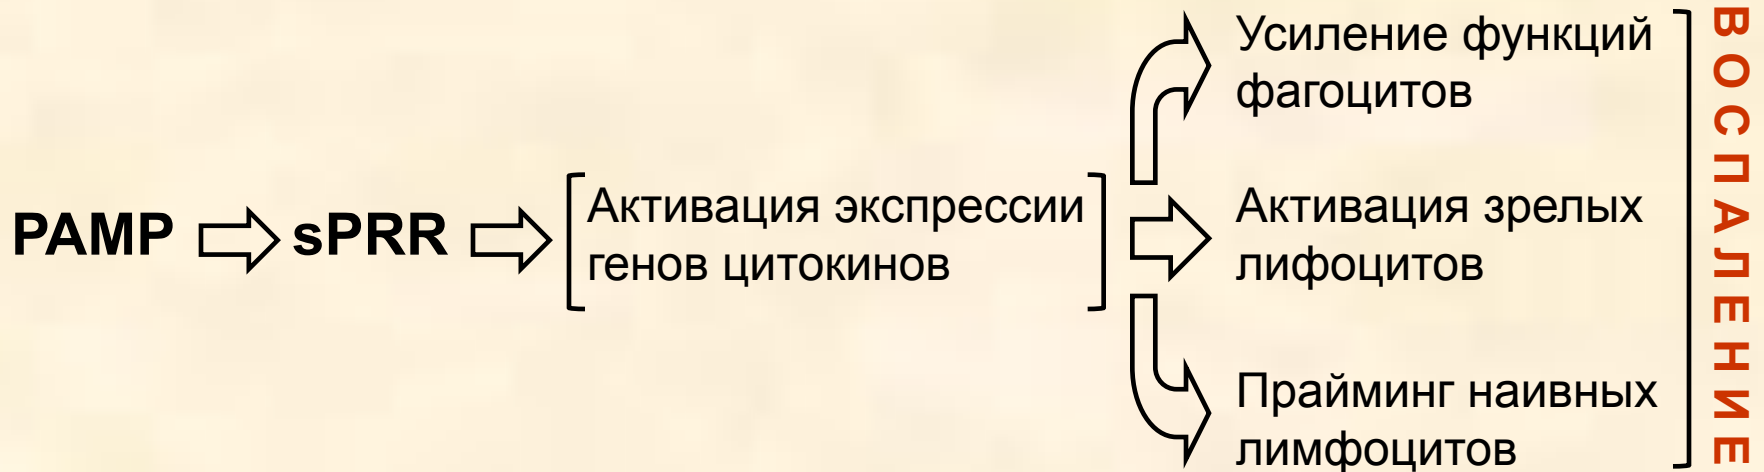 PAMP
sPRR
Активация экспрессии
генов цитокинов
Усиление функций
фагоцитов
Активация зрелых
лифоцитов
Прайминг наивных
лимфоцитов
ВОСПАЛЕНИЕ